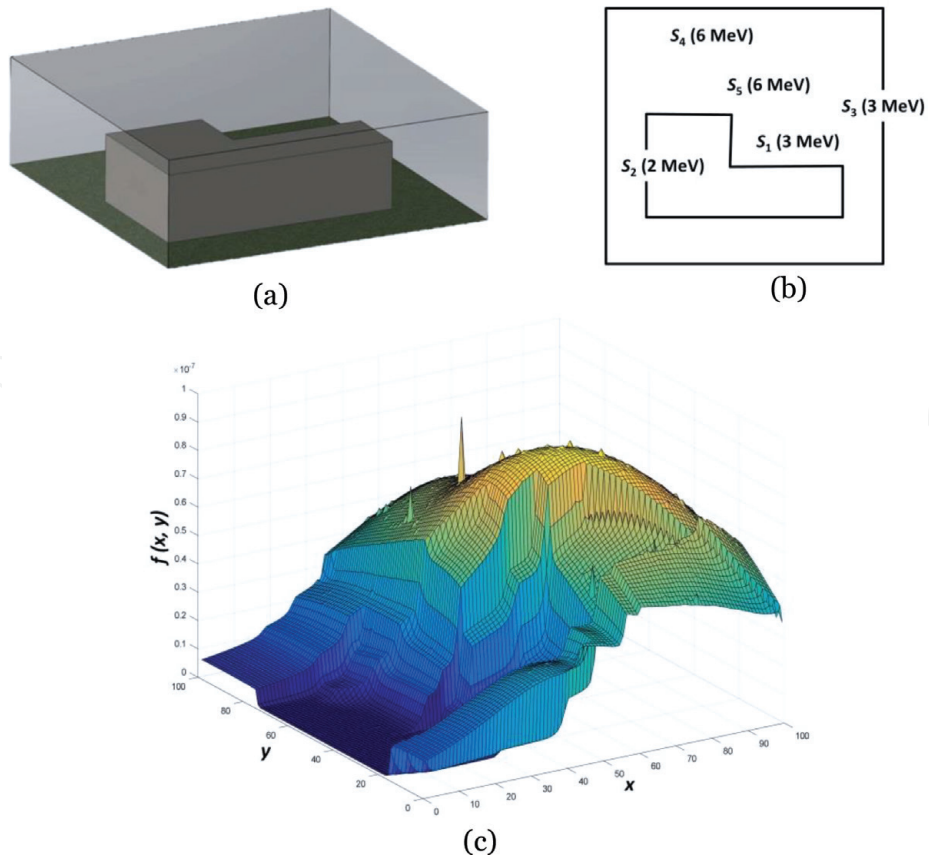 S4 (6 MeV)
S5 (6 MeV)
S3 (3 MeV)
S1 (3 MeV)
S2 (2 MeV)
(a)
(b)
×10-7
1
0.9
0.8
0.7
0.6
0.5
0.4
0.3
0.2
0.1
0
f (x, y)
100
80
60
40
20
0
y
0
10
20
30
40
50
60
70
80
90
100
x
(c)